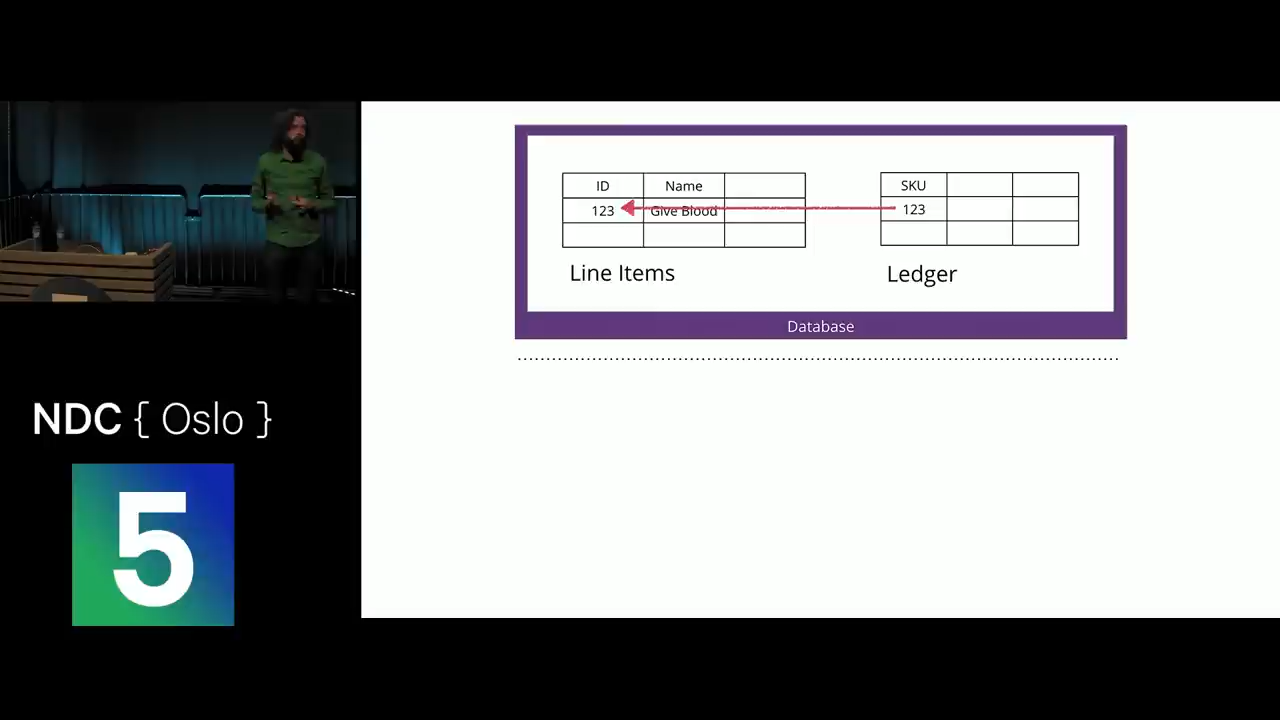 NDC { Oslo }
5
ID Name
123 Give Blood
Line Items
SKU
123
Ledger
Database